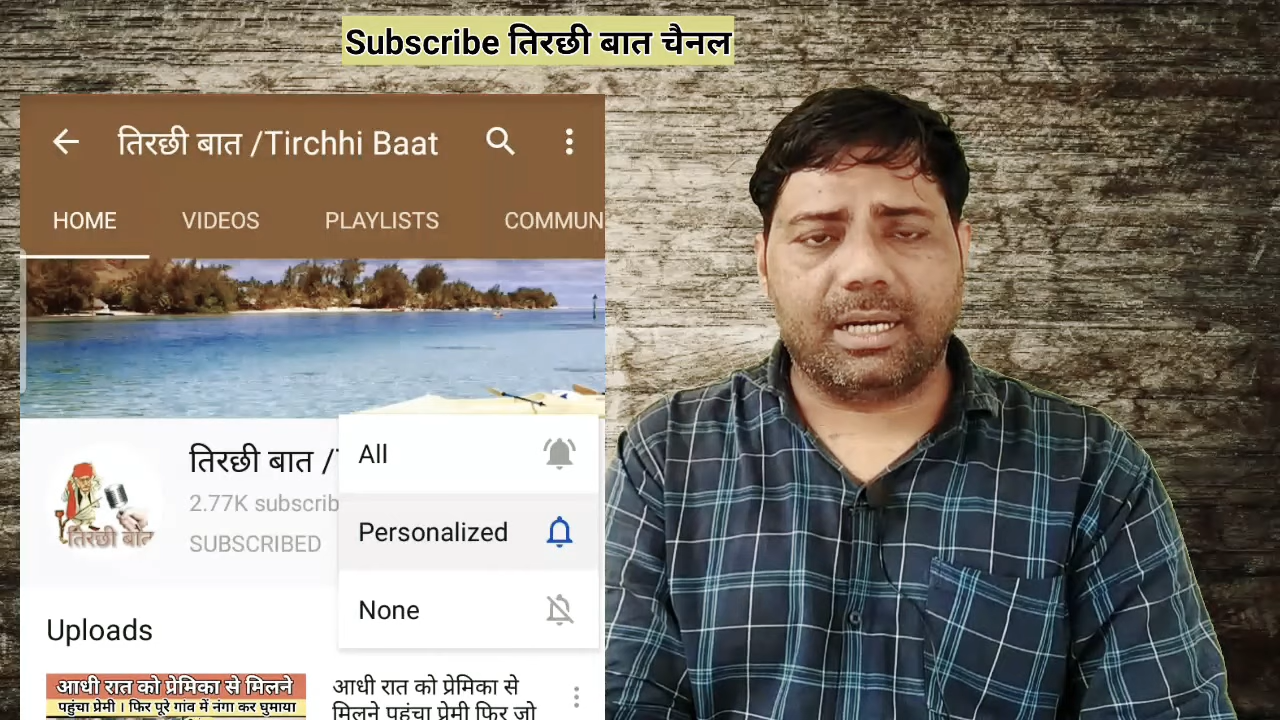 Subscribe तिरछी बात चैनल
तिरछी बात /Tirchhi Baat
HOME VIDEOS PLAYLISTS COMMUN
तिरछी बात /
2.77K subscrib
SUBSCRIBED
तिरछी बात
All
Personalized
None
Uploads
आधी रात को प्रेमिका से मिलने
पहुंचा प्रेमी । फिर पूरे गांव में नंगा कर घुमाया
आधी रात को प्रेमिका से
मिलने पहुंचा प्रेमी फिर जो